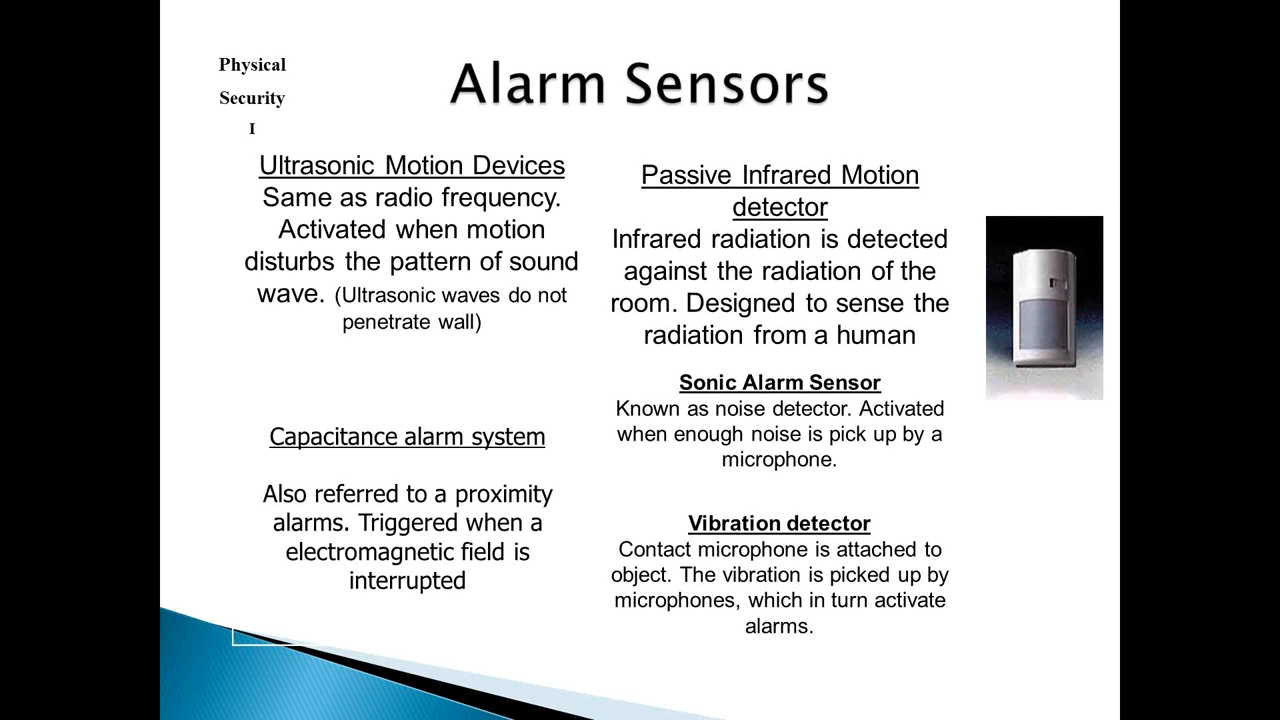 Physical
Security
I
Alarm Sensors
Ultrasonic Motion Devices
Same as radio frequency.
Activated when motion
disturbs the pattern of sound
wave. (Ultrasonic waves do not
penetrate wall)
Capacitance alarm system
Also referred to a proximity
alarms. Triggered when a
electromagnetic field is
interrupted
Passive Infrared Motion
detector
Infrared radiation is detected
against the radiation of the
room. Designed to sense the
radiation from a human
Sonic Alarm Sensor
Known as noise detector. Activated
when enough noise is pick up by a
microphone.
Vibration detector
Contact microphone is attached to
object. The vibration is picked up by
microphones, which in turn activate
alarms.